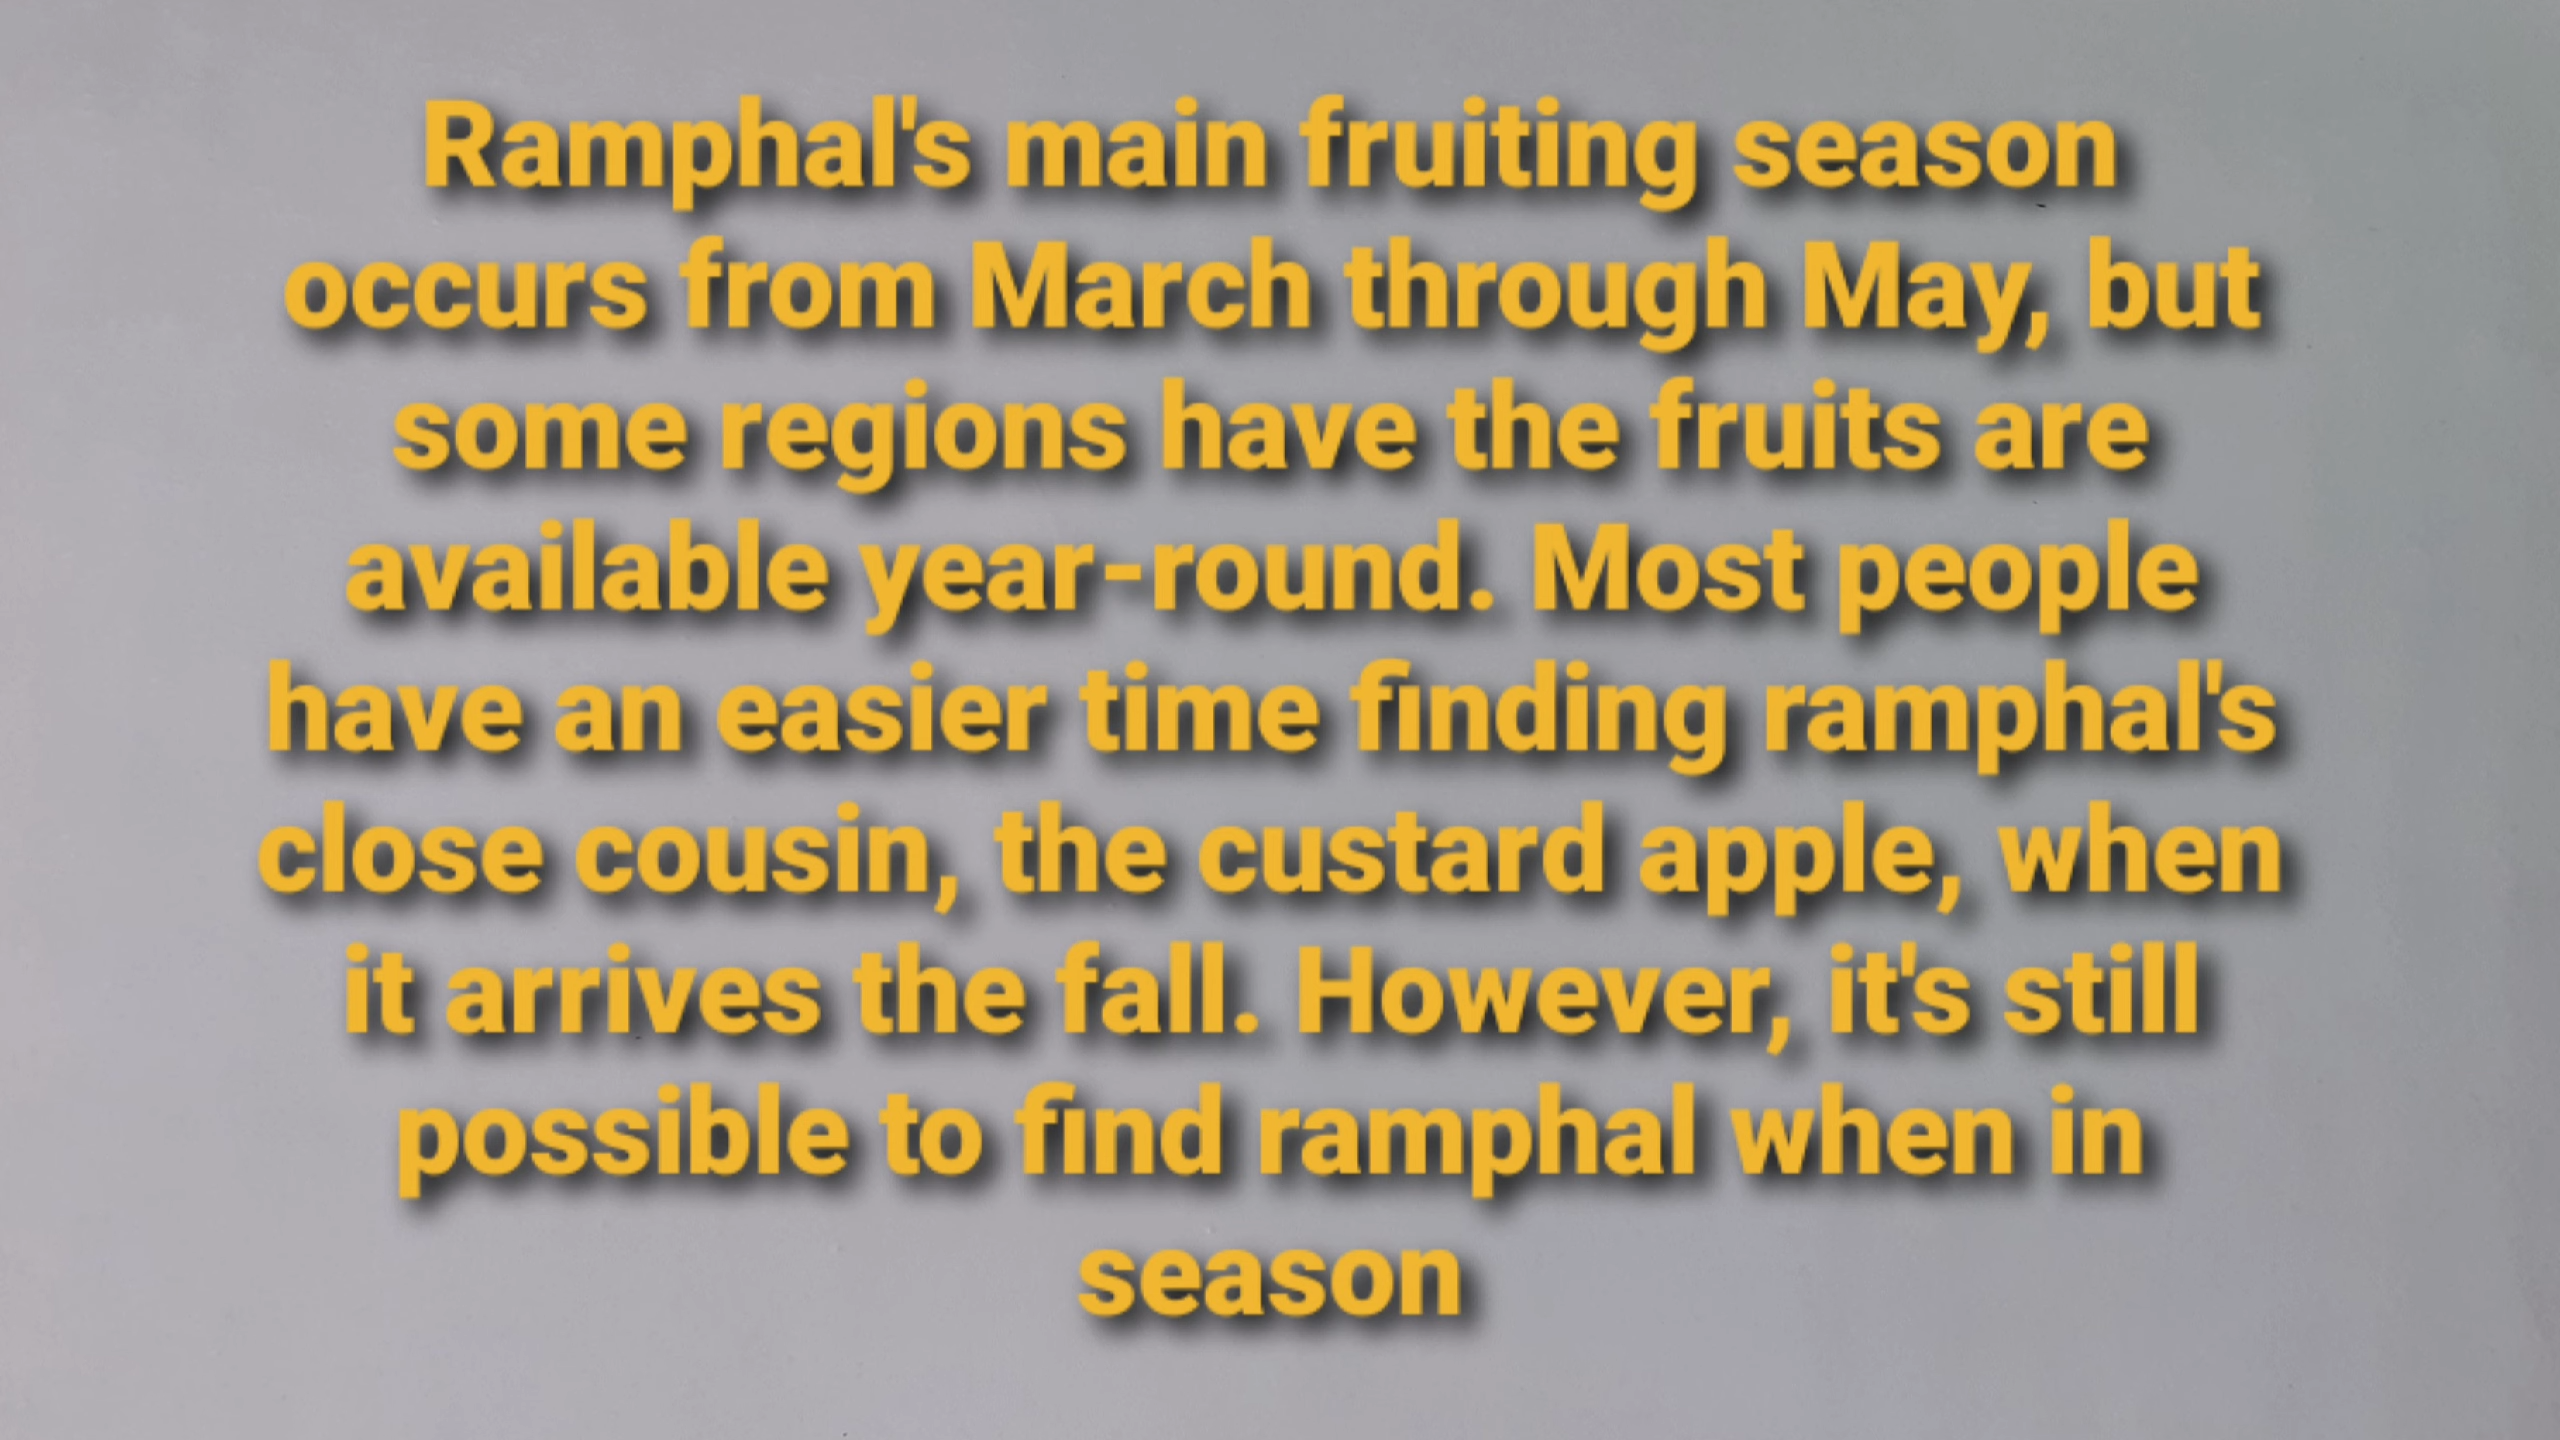 Ramphal's main fruiting season
occurs from March through May, but
some regions have the fruits are
available year-round. Most people
have an easier time finding ramphal's
close cousin, the custard apple, when
it arrives the fall. However, it's still
possible to find ramphal when in
season